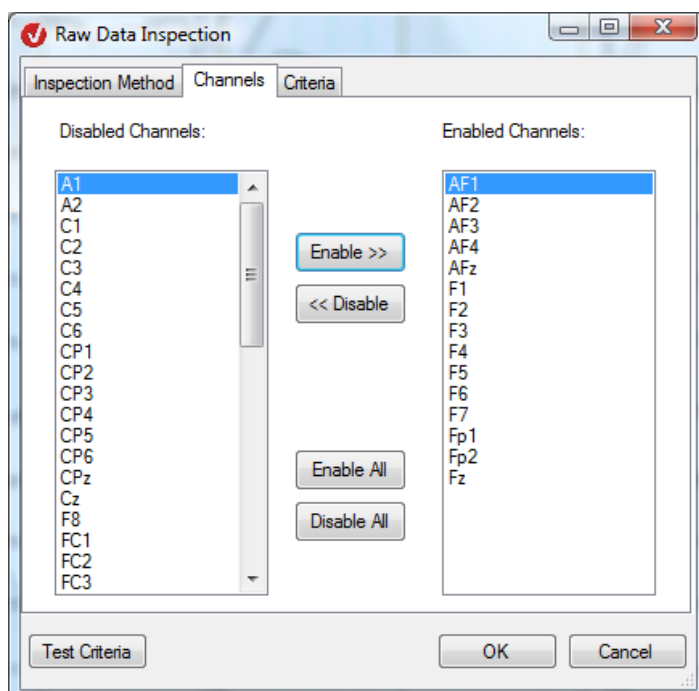 Raw Data Inspection
Inspection Method Channels Criteria
Disabled Channels: Enabled Channels:
A1
A2
C1
C2
C3
C4
C5
C6
CP1
CP2
CP3
CP4
CP5
CP6
CPz
Cz
F8
FC1
FC2
FC3
Enable >>
<< Disable
Enable All
Disable All
AF1
AF2
AF3
AF4
AFz
F1
F2
F3
F4
F5
F6
F7
Fp1
Fp2
Fz
Test Criteria OK Cancel